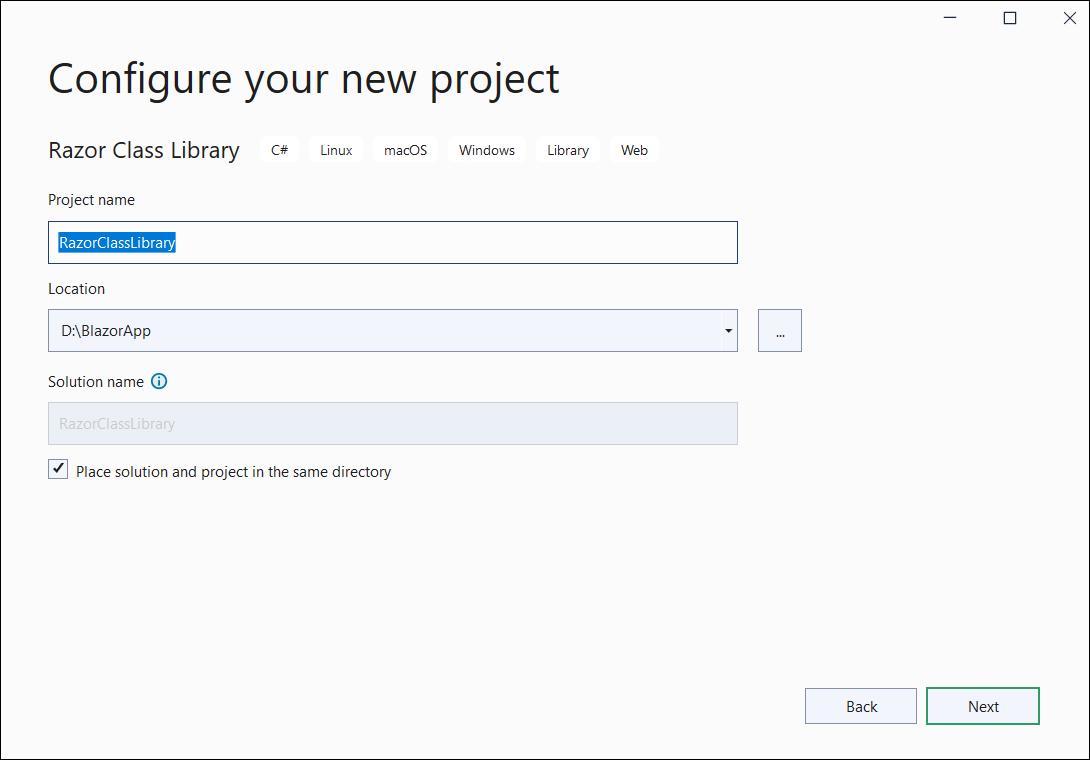 Configure your new project
Razor Class Library C# Linux macOS Windows Library Web
Project name
RazorClassLibrary
Location
D:\BlazorApp
...
Solution name
RazorClassLibrary
Place solution and project in the same directory
Back Next